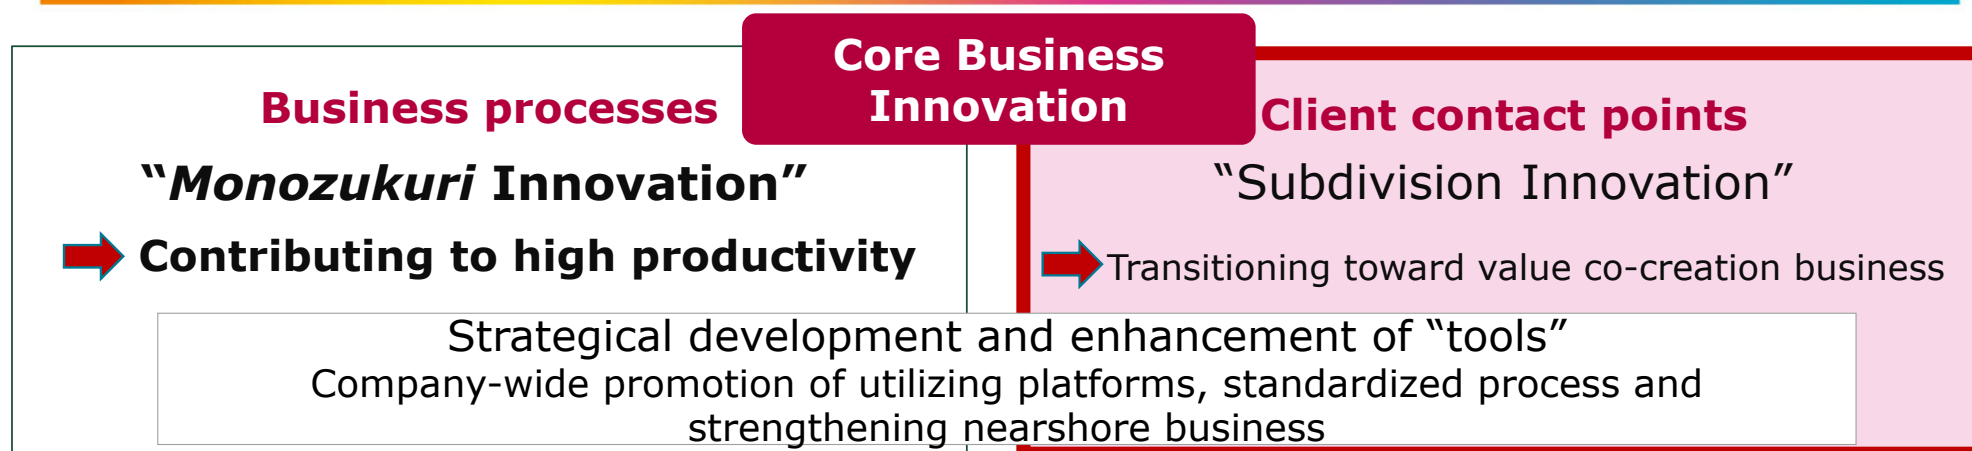 Core Business
Innovation
Business processes
“Monozukuri Innovation”
Contributing to high productivity
Client contact points
“Subdivision Innovation”
Transitioning toward value co-creation business
Strategical development and enhancement of “tools”
Company-wide promotion of utilizing platforms, standardized process and
strengthening nearshore business